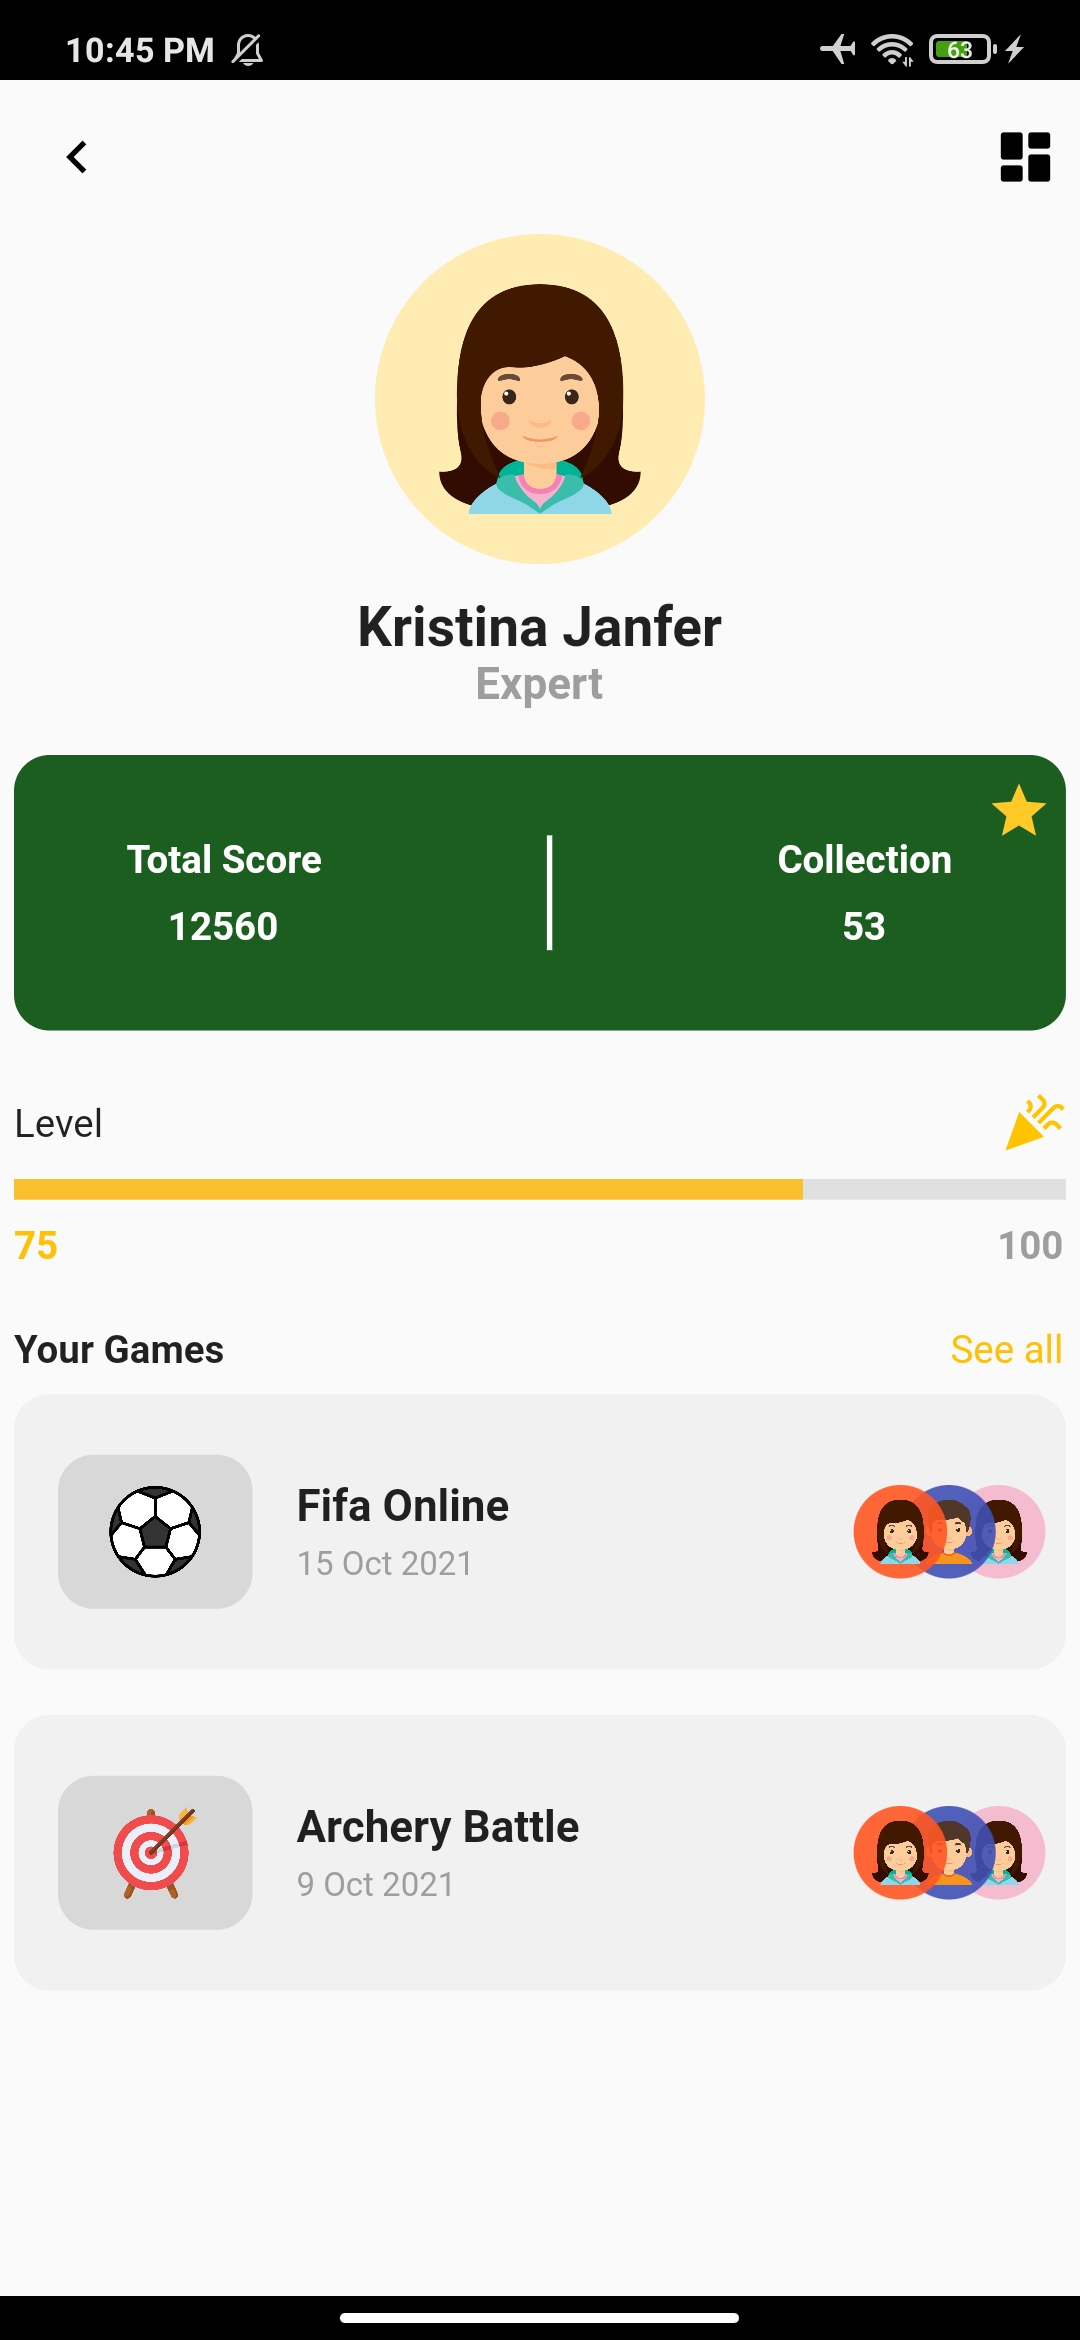 10:45 PM
63
Kristina Janfer
Expert
Total Score
Collection
12560
53
Level
75
100
Your Games
See all
Fifa Online
15 Oct 2021
Archery Battle
9 Oct 2021